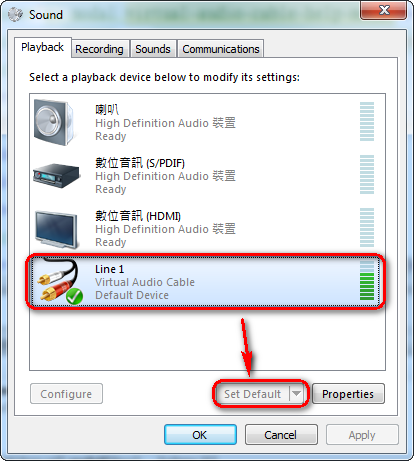 Sound
Playback
Recording
Sounds
Communications
Select a playback device below to modify its settings:
喇叭
High Definition Audio 裝置
Ready
數位音訊 (S/PDIF)
High Definition Audio 裝置
Ready
數位音訊 (HDMI)
High Definition Audio 裝置
Ready
Line 1
Virtual Audio Cable
Default Device
Configure
Set Default
Properties
OK
Cancel
Apply